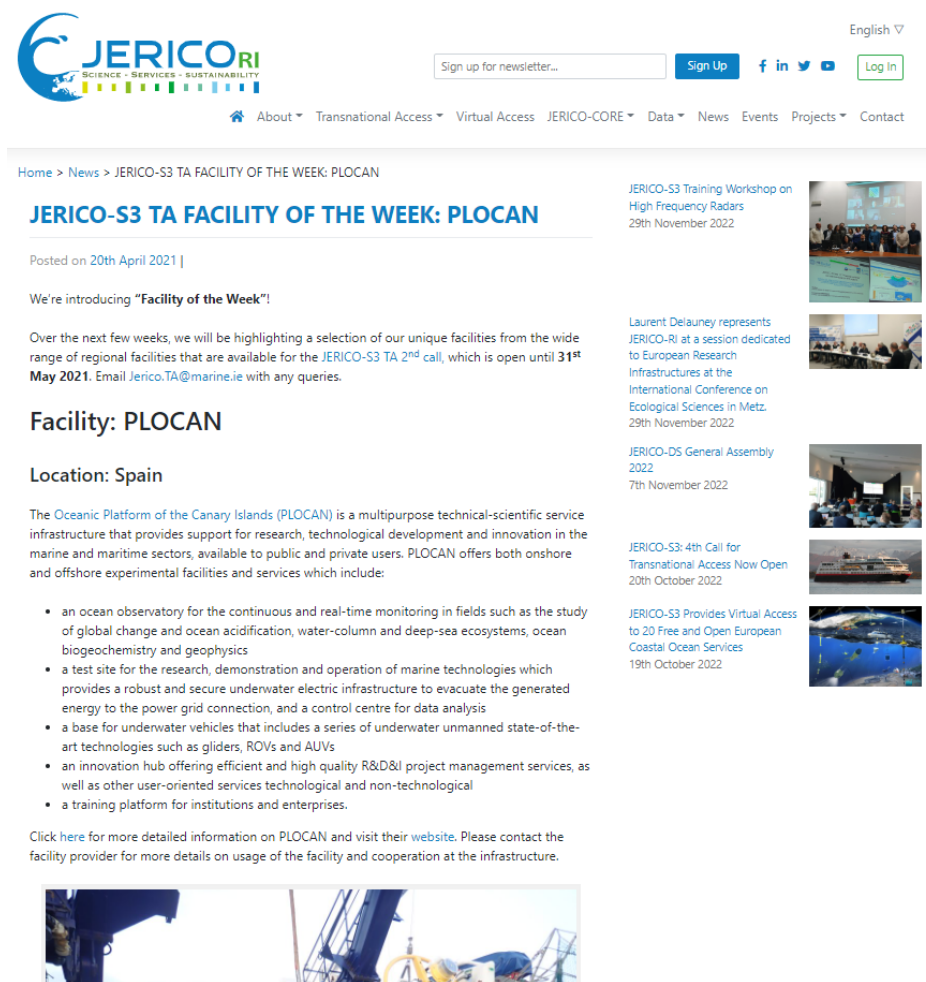 English ▽
JERICO RI
SCIENCE - SERVICES - SUSTAINABILITY
Sign up for newsletter...
Sign Up
Log In
About
Transnational Access
Virtual Access
JERICO-CORE
Data
News
Events
Projects
Contact
Home > News > JERICO-S3 TA FACILITY OF THE WEEK: PLOCAN
JERICO-S3 TA FACILITY OF THE WEEK: PLOCAN
Posted on 20th April 2021 |
We're introducing “Facility of the Week”!
Over the next few weeks, we will be highlighting a selection of our unique facilities from the wide
range of regional facilities that are available for the JERICO-S3 TA 2nd call, which is open until 31st
May 2021. Email Jerico.TA@marine.ie with any queries.
Facility: PLOCAN
Location: Spain
The Oceanic Platform of the Canary Islands (PLOCAN) is a multipurpose technical-scientific service
infrastructure that provides support for research, technological development and innovation in the
marine and maritime sectors, available to public and private users. PLOCAN offers both onshore
and offshore experimental facilities and services which include:
• an ocean observatory for the continuous and real-time monitoring in fields such as the study
of global change and ocean acidification, water-column and deep-sea ecosystems, ocean
biogeochemistry and geophysics
• a test site for the research, demonstration and operation of marine technologies which
provides a robust and secure underwater electric infrastructure to evacuate the generated
energy to the power grid connection, and a control centre for data analysis
• a base for underwater vehicles that includes a series of underwater unmanned state-of-the-
art technologies such as gliders, ROVs and AUVs
• an innovation hub offering efficient and high quality R&D&I project management services, as
well as other user-oriented services technological and non-technological
• a training platform for institutions and enterprises.
Click here for more detailed information on PLOCAN and visit their website. Please contact the
facility provider for more details on usage of the facility and cooperation at the infrastructure.
JERICO-S3 Training Workshop on
High Frequency Radars
29th November 2022
Laurent Delauney represents
JERICO-RI at a session dedicated
to European Research
Infrastructures at the
International Conference on
Ecological Sciences in Metz.
29th November 2022
JERICO-DS General Assembly
2022
7th November 2022
JERICO-S3: 4th Call for
Transnational Access Now Open
20th October 2022
JERICO-S3 Provides Virtual Access
to 20 Free and Open European
Coastal Ocean Services
19th October 2022